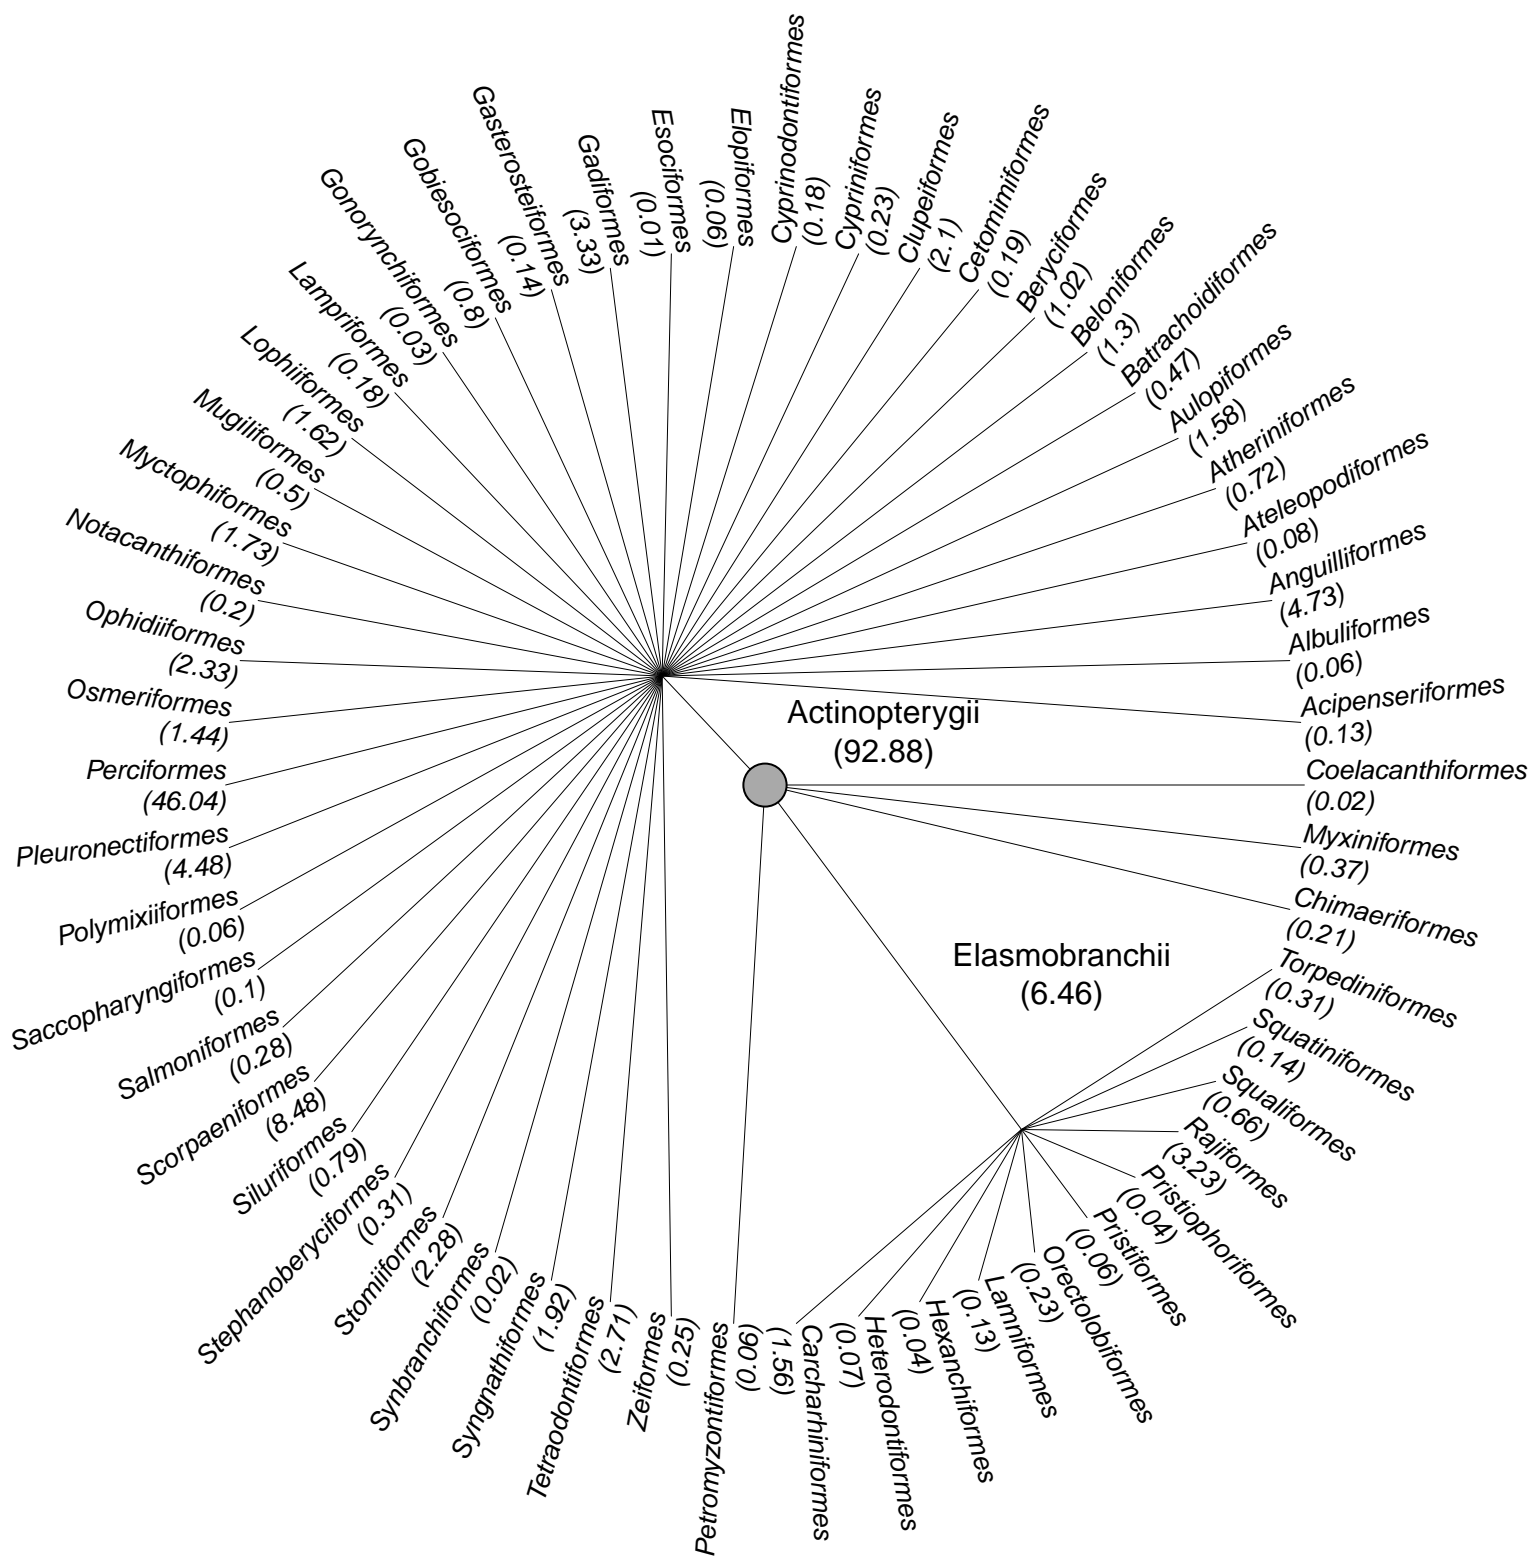 Cyprinodontiformes
(0.18)
Cypriniformes
(0.23)
Clupeiformes
(2.1)
Cetomimiformes
(0.19)
Beryciformes
(1.02)
Beloniformes
(1.3)
Batrachoidiformes
(0.47)
Aulopiformes
(1.58)
Atheriniformes
(0.72)
Ateleopodiformes
(0.08)
Anguilliformes
(4.73)
Albuliformes
(0.06)
Acipenseriformes
(0.13)
Coelacanthiformes
(0.02)
Myxiniformes
(0.37)
Chimaeriformes
(0.21)
Torpediniformes
(0.31)
Squatiniformes
(0.14)
Squaliformes
(0.66)
Rajiformes
(3.23)
Pristiophoriformes
(0.04)
Pristiformes
(0.06)
Orectolobiformes
(0.23)
Lamniformes
(0.13)
Hexanchiformes
(0.04)
Heterodontiformes
(0.07)
Carcharhiniformes
(1.56)
Petromyzontiformes
(0.06)
Zeiformes
(0.25)
Tetraodontiformes
(2.71)
Syngnathiformes
(1.92)
Synbranchiformes
(0.02)
Stomiiformes
(2.28)
Stephanoberyciformes
(0.31)
Siluriformes
(0.79)
Scorpaeniformes
(8.48)
Salmoniformes
(0.28)
Saccopharyngiformes
(0.1)
Polymixiiformes
(0.06)
Pleuronectiformes
(4.48)
Perciformes
(46.04)
Osmeriformes
(1.44)
Ophidiiformes
(2.33)
Notacanthiformes
(0.2)
Myctophiformes
(1.73)
Mugiliformes
(0.5)
Lophiiformes
(1.62)
Lampriformes
(0.18)
Gonorynchiformes
(0.03)
Gobiesociformes
(0.8)
Gasterosteiformes
(0.14)
Gadiformes
(3.33)
Esociformes
(0.01)
Elopiformes
(0.06)
Actinopterygii
(92.88)
Elasmobranchii
(6.46)